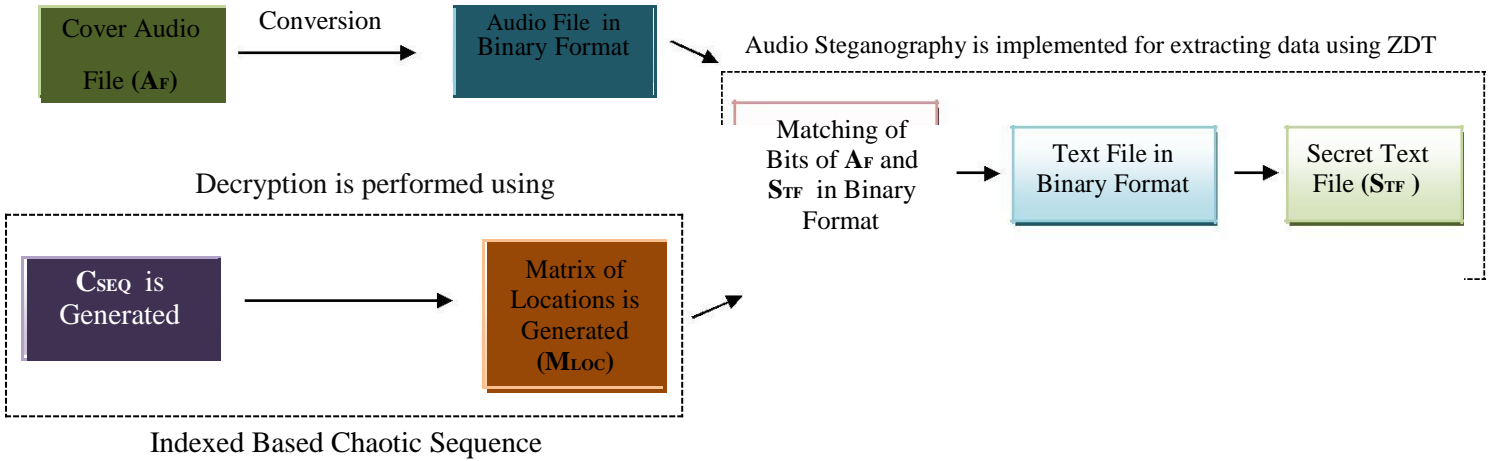 Cover Audio
File (AF)
Conversion
Audio File in
Binary Format
Audio Steganography is implemented for extracting data using ZDT
Matching of
Bits of AF and
STF in Binary
Format
Text File in
Binary Format
Secret Text
File (STF )
Decryption is performed using
CSEQ is
Generated
Matrix of
Locations is
Generated
(MLOC)
Indexed Based Chaotic Sequence